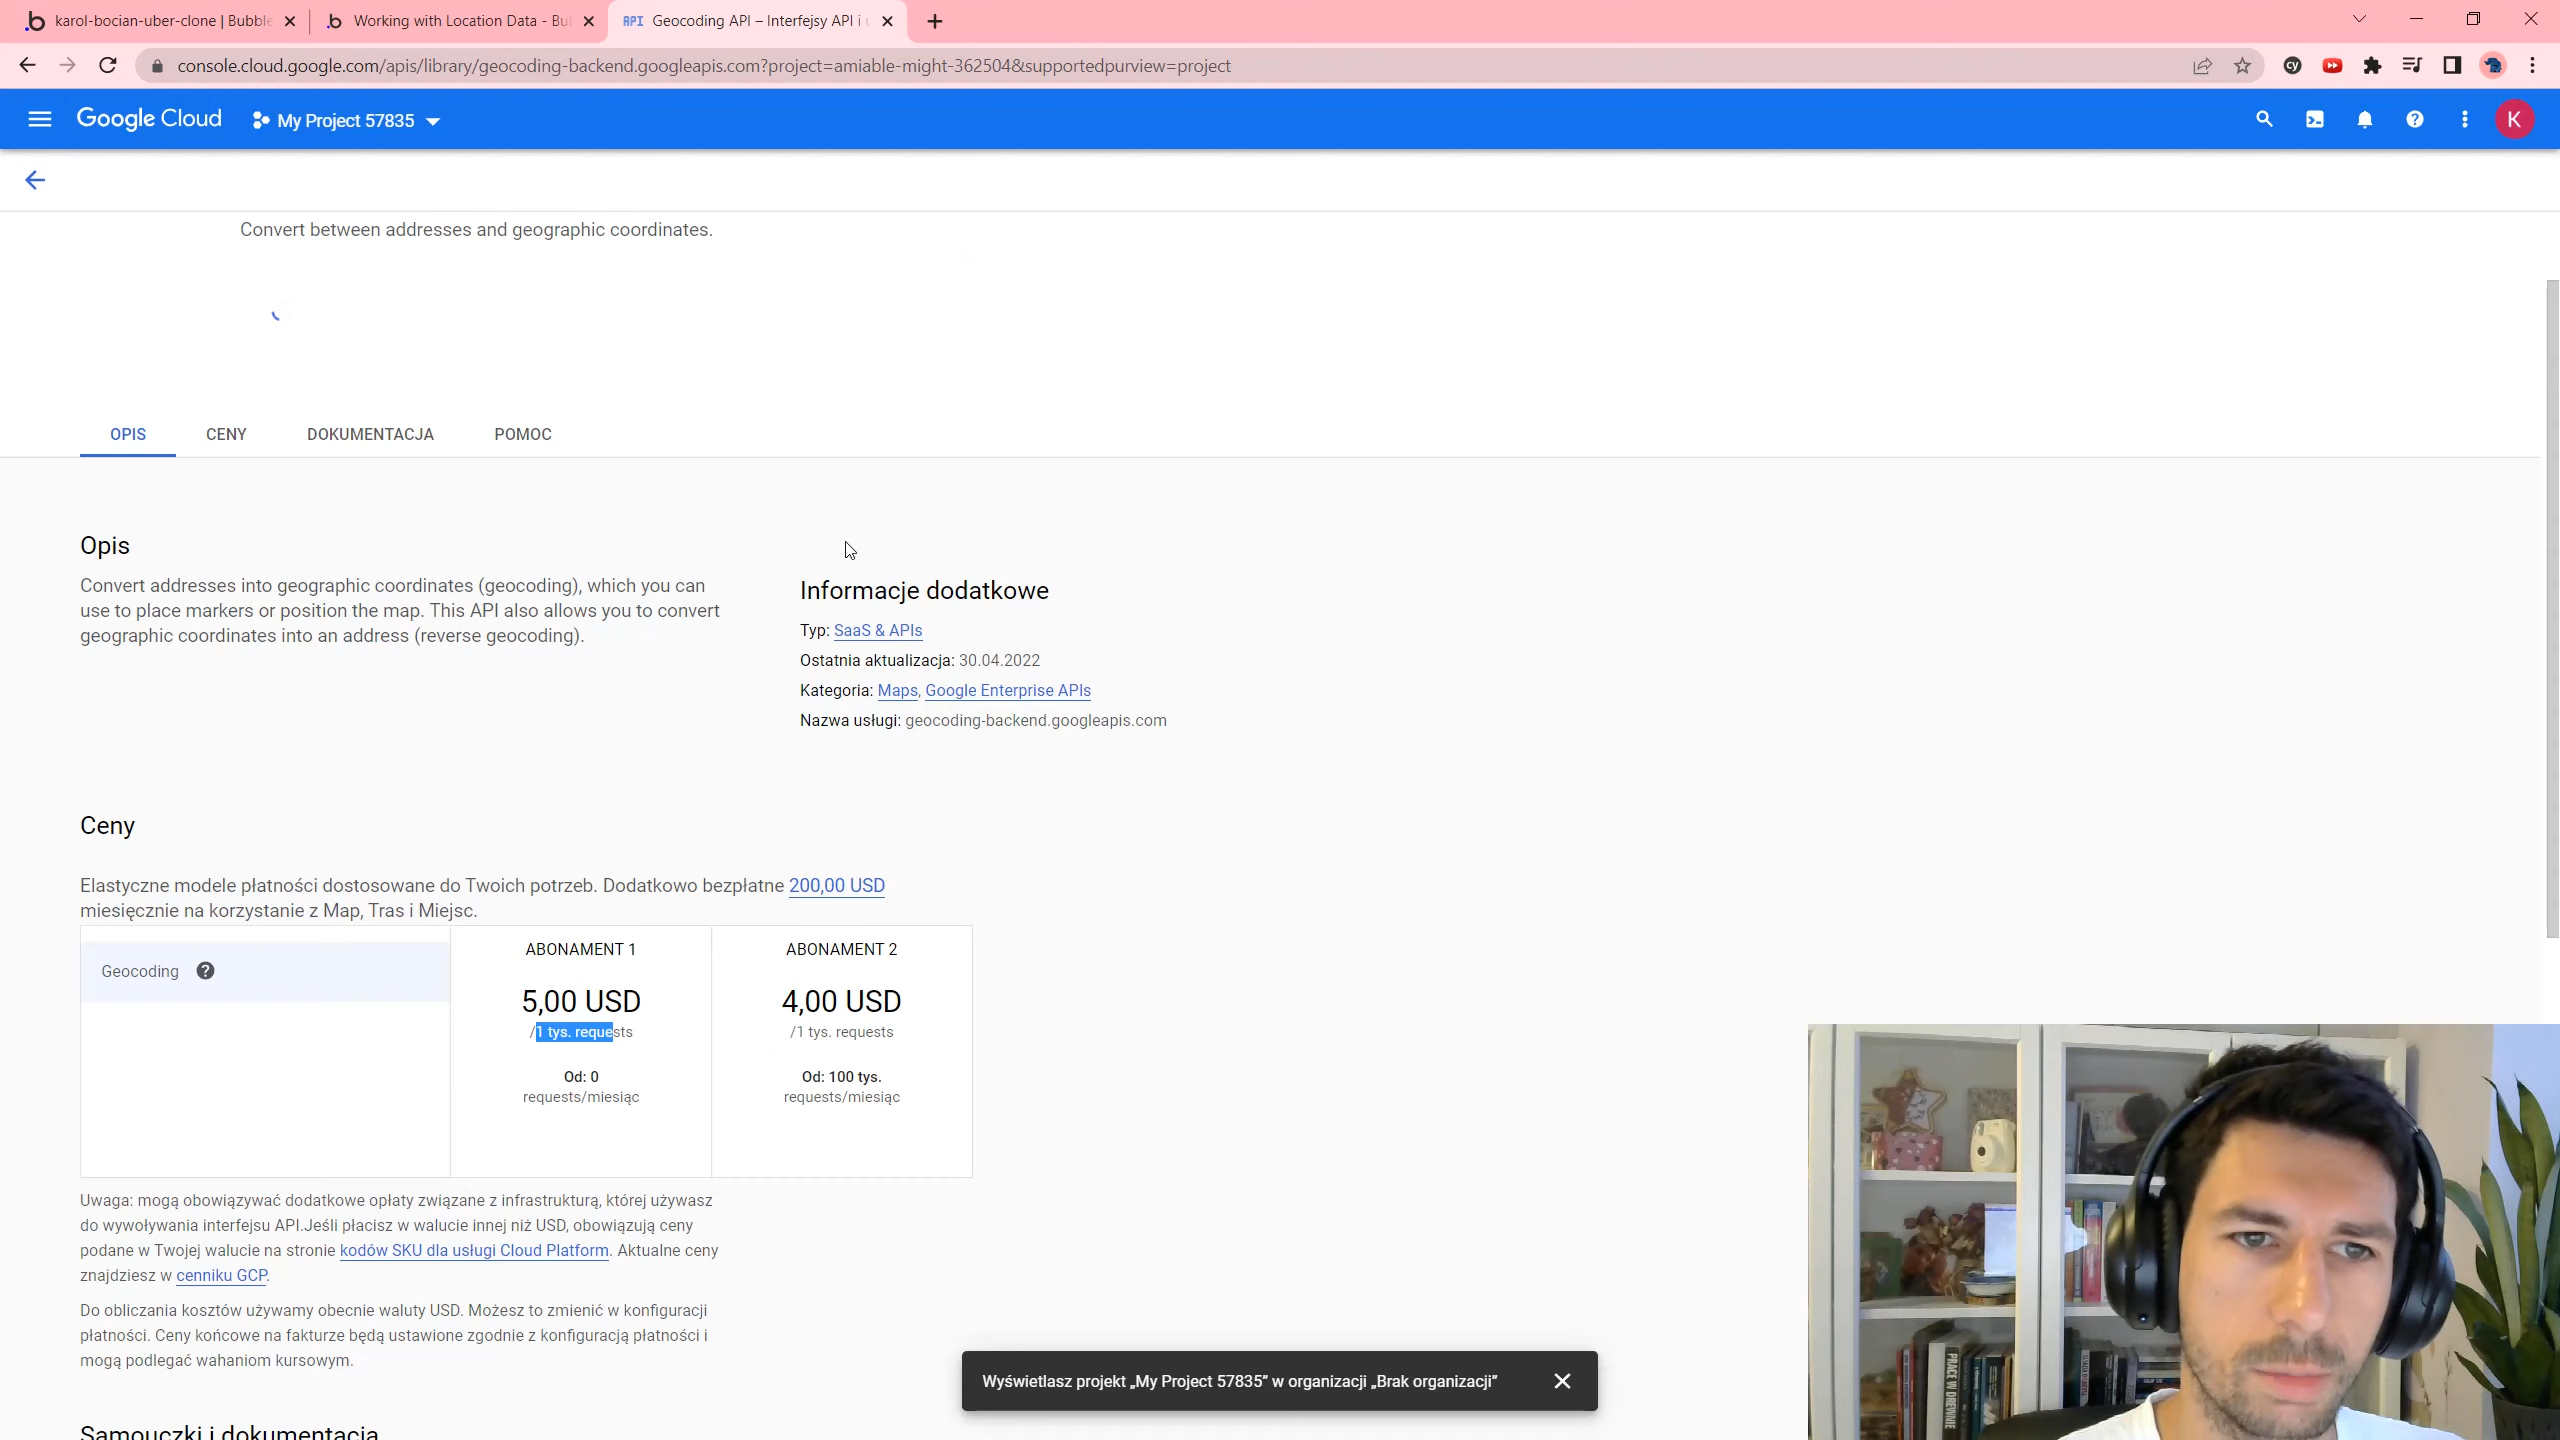 karol-bocian-uber-clone | Bubble
Working with Location Data - Bu
API Geocoding API – Interfejsy API i u
console.cloud.google.com/apis/library/geocoding-backend.googleapis.com?project=amiable-might-362504&supportedpurview=project
Google Cloud My Project 57835
K
Convert between addresses and geographic coordinates.
OPIS CENY DOKUMENTACJA POMOC
Opis
Convert addresses into geographic coordinates (geocoding), which you can
use to place markers or position the map. This API also allows you to convert
geographic coordinates into an address (reverse geocoding).
Informacje dodatkowe
Typ: SaaS & APIs
Ostatnia aktualizacja: 30.04.2022
Kategoria: Maps, Google Enterprise APIs
Nazwa usługi: geocoding-backend.googleapis.com
Ceny
Elastyczne modele płatności dostosowane do Twoich potrzeb. Dodatkowo bezpłatne 200,00 USD
miesięcznie na korzystanie z Map, Tras i Miejsc.
Geocoding
ABONAMENT 1
5,00 USD
/1 tys. requests
Od: 0
requests/miesiąc
ABONAMENT 2
4,00 USD
/1 tys. requests
Od: 100 tys.
requests/miesiąc
Uwaga: mogą obowiązywać dodatkowe opłaty związane z infrastrukturą, której używasz
do wywoływania interfejsu API.Jeśli płacisz w walucie innej niż USD, obowiązują ceny
podane w Twojej walucie na stronie kodów SKU dla usługi Cloud Platform. Aktualne ceny
znajdziesz w cenniku GCP.
Do obliczania kosztów używamy obecnie waluty USD. Możesz to zmienić w konfiguracji
płatności. Ceny końcowe na fakturze będą ustawione zgodnie z konfiguracją płatności i
mogą podlegać wahaniom kursowym.
Wyświetlasz projekt „My Project 57835” w organizacji „Brak organizacji”
Samouczki i dokumentacja
PRACE W DREWNIE